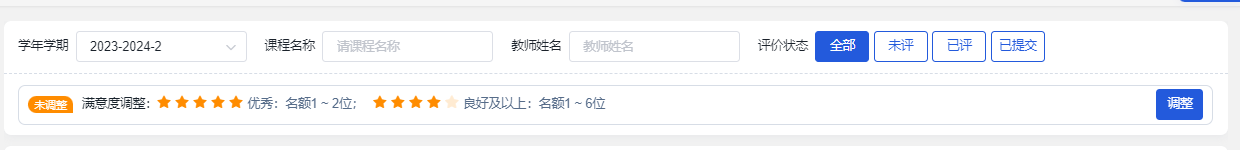 学年学期 2023-2024-2 课程名称 请课程名称 教师姓名 教师姓名 评价状态 全部 未评 已评 已提交
未调整 满意度调整： 优秀：名额1 ~ 2位； 良好及以上：名额1 ~ 6位 调整